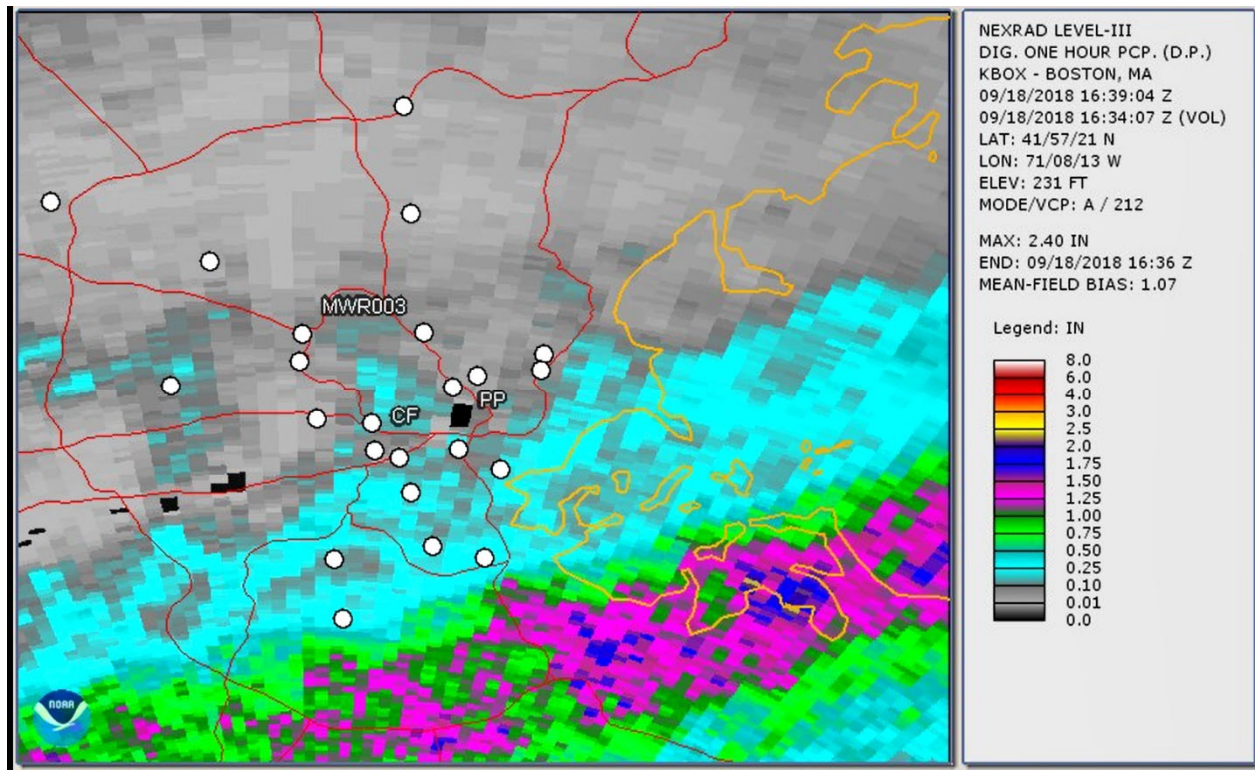 MWR003
PP
CF
NOAA
NEXRAD LEVEL-III
DIG. ONE HOUR PCP. (D.P.)
KBOX - BOSTON, MA
09/18/2018 16:39:04 Z
09/18/2018 16:34:07 Z (VOL)
LAT: 41/57/21 N
LON: 71/08/13 W
ELEV: 231 FT
MODE/VCP: A / 212
MAX: 2.40 IN
END: 09/18/2018 16:36 Z
MEAN-FIELD BIAS: 1.07
Legend: IN
8.0
6.0
4.0
3.0
2.5
2.0
1.75
1.50
1.25
1.00
0.75
0.50
0.25
0.10
0.01
0.0